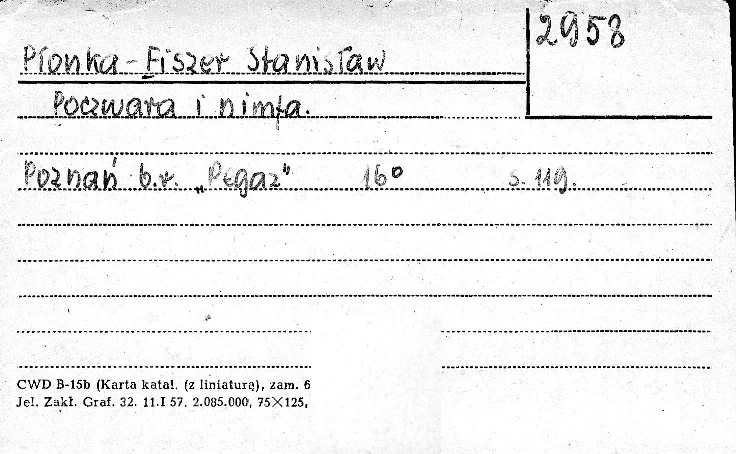 2958
Płonka-Fiszer Stanisław
Poczwara i nimfa.
Poznań b.r. „Pegaz" 16° s. 119.
CWD B-15b (Karta katal. (z liniaturą), zam. 6
Jel. Zakł. Graf. 32. 11.I 57. 2.085.000, 75×125,